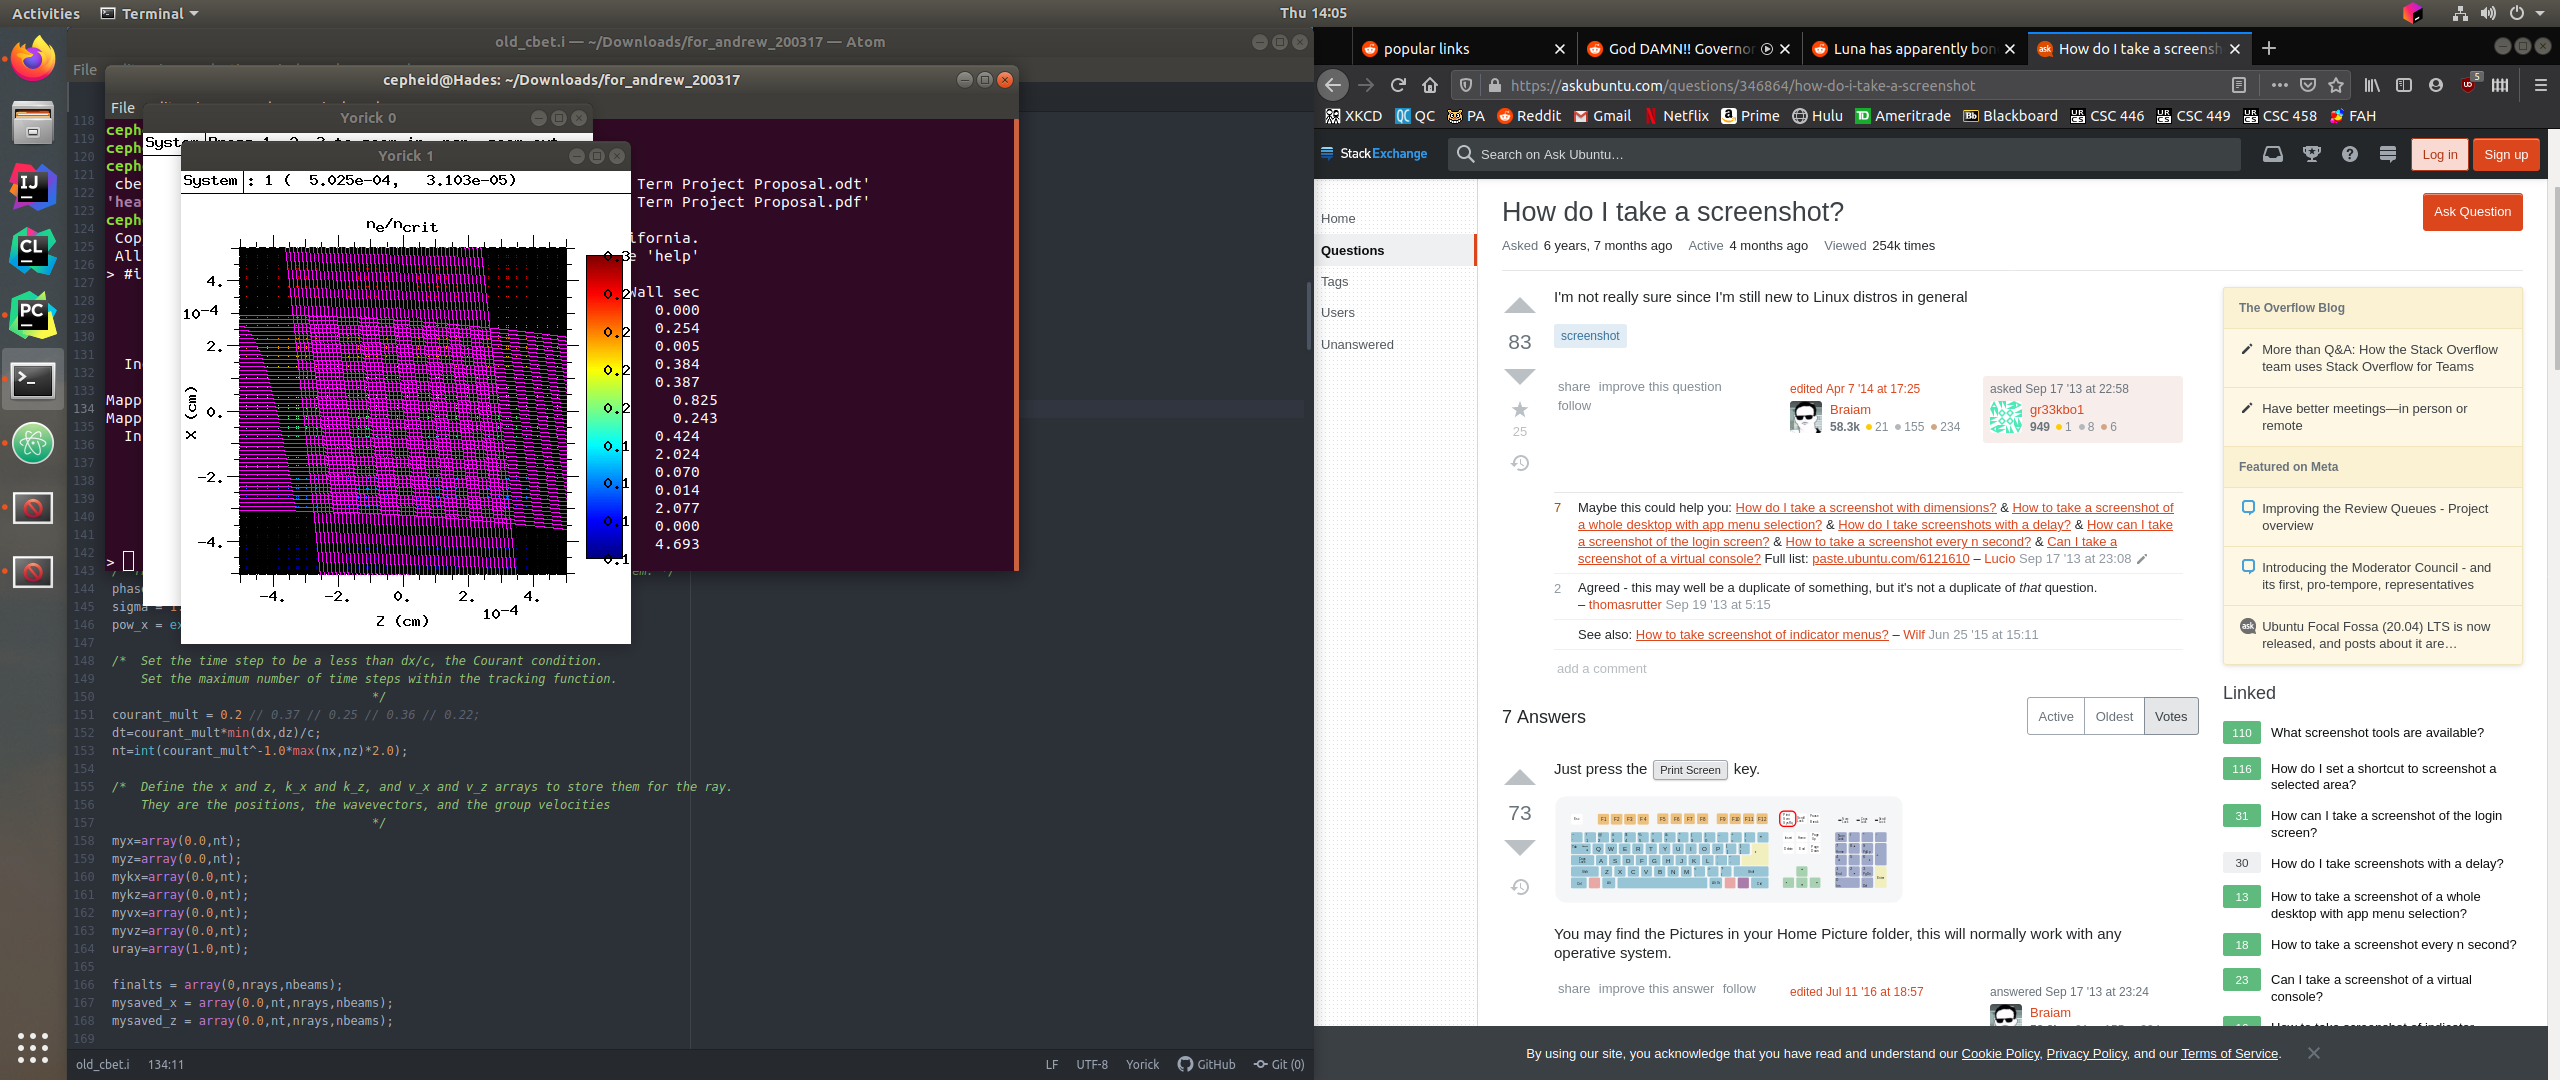 Activities
Terminal
Thu 14:05
old_cbet.i — ~/Downloads/for_andrew_200317 — Atom
File
cepheid@Hades: ~/Downloads/for_andrew_200317
File
Yorick 0
System
Yorick 1
System : 1 ( 5.025e-04, 3.103e-05)
ne/ncrit
4.
10-4
2.
0.
-2.
-4.
x (cm)
-4. -2. 0. 2. 4.
10-4
Z (cm)
ceph
ceph
ceph
cbe
'hea
ceph
Cop
All
> #i
In
Mapp
Mapp
In
>
Term Project Proposal.odt'
Term Project Proposal.pdf'
ifornia.
e 'help'
Wall sec
0.000
0.254
0.005
0.384
0.387
0.825
0.243
0.424
2.024
0.070
0.014
2.077
0.000
4.693
118
119
120
121
122
123
124
125
126
127
128
129
130
131
132
133
134
135
136
137
138
139
140
141
142
143
144 phas
145 sigma = 1.
146 pow_x = ex
147
148 /* Set the time step to be a less than dx/c, the Courant condition.
149 Set the maximum number of time steps within the tracking function.
150 */
151 courant_mult = 0.2 // 0.37 // 0.25 // 0.36 // 0.22;
152 dt=courant_mult*min(dx,dz)/c;
153 nt=int(courant_mult^-1.0*max(nx,nz)*2.0);
154
155 /* Define the x and z, k_x and k_z, and v_x and v_z arrays to store them for the ray.
156 They are the positions, the wavevectors, and the group velocities
157 */
158 myx=array(0.0,nt);
159 myz=array(0.0,nt);
160 mykx=array(0.0,nt);
161 mykz=array(0.0,nt);
162 myvx=array(0.0,nt);
163 myvz=array(0.0,nt);
164 uray=array(1.0,nt);
165
166 finalts = array(0,nrays,nbeams);
167 mysaved_x = array(0.0,nt,nrays,nbeams);
168 mysaved_z = array(0.0,nt,nrays,nbeams);
169
old_cbet.i 134:11
LF UTF-8 Yorick GitHub Git (0)
popular links
God DAMN!! Governor
Luna has apparently bon
How do I take a screensh
https://askubuntu.com/questions/346864/how-do-i-take-a-screenshot
5
XKCD QC PA Reddit Gmail Netflix Prime Hulu Ameritrade Blackboard CSC 446 CSC 449 CSC 458 FAH
StackExchange
Search on Ask Ubuntu…
Log in
Sign up
Home
Questions
Tags
Users
Unanswered
How do I take a screenshot?
Ask Question
Asked 6 years, 7 months ago Active 4 months ago Viewed 254k times
I'm not really sure since I'm still new to Linux distros in general
83
screenshot
25
share improve this question
follow
edited Apr 7 '14 at 17:25
Braiam
58.3k 21 155 234
asked Sep 17 '13 at 22:58
gr33kbo1
949 1 8 6
7 Maybe this could help you: How do I take a screenshot with dimensions? & How to take a screenshot of
a whole desktop with app menu selection? & How do I take screenshots with a delay? & How can I take
a screenshot of the login screen? & How to take a screenshot every n second? & Can I take a
screenshot of a virtual console? Full list: paste.ubuntu.com/6121610 – Lucio Sep 17 '13 at 23:08
2 Agreed - this may well be a duplicate of something, but it's not a duplicate of that question.
– thomasrutter Sep 19 '13 at 5:15
See also: How to take screenshot of indicator menus? – Wilf Jun 25 '15 at 15:11
add a comment
7 Answers
Active Oldest Votes
Just press the Print Screen key.
73
You may find the Pictures in your Home Picture folder, this will normally work with any
operative system.
share improve this answer follow
edited Jul 11 '16 at 18:57
answered Sep 17 '13 at 23:24
Braiam
The Overflow Blog
More than Q&A: How the Stack Overflow
team uses Stack Overflow for Teams
Have better meetings—in person or
remote
Featured on Meta
Improving the Review Queues - Project
overview
Introducing the Moderator Council - and
its first, pro-tempore, representatives
Ubuntu Focal Fossa (20.04) LTS is now
released, and posts about it are…
Linked
110 What screenshot tools are available?
116 How do I set a shortcut to screenshot a
selected area?
31 How can I take a screenshot of the login
screen?
30 How do I take screenshots with a delay?
13 How to take a screenshot of a whole
desktop with app menu selection?
18 How to take a screenshot every n second?
23 Can I take a screenshot of a virtual
console?
By using our site, you acknowledge that you have read and understand our Cookie Policy, Privacy Policy, and our Terms of Service.